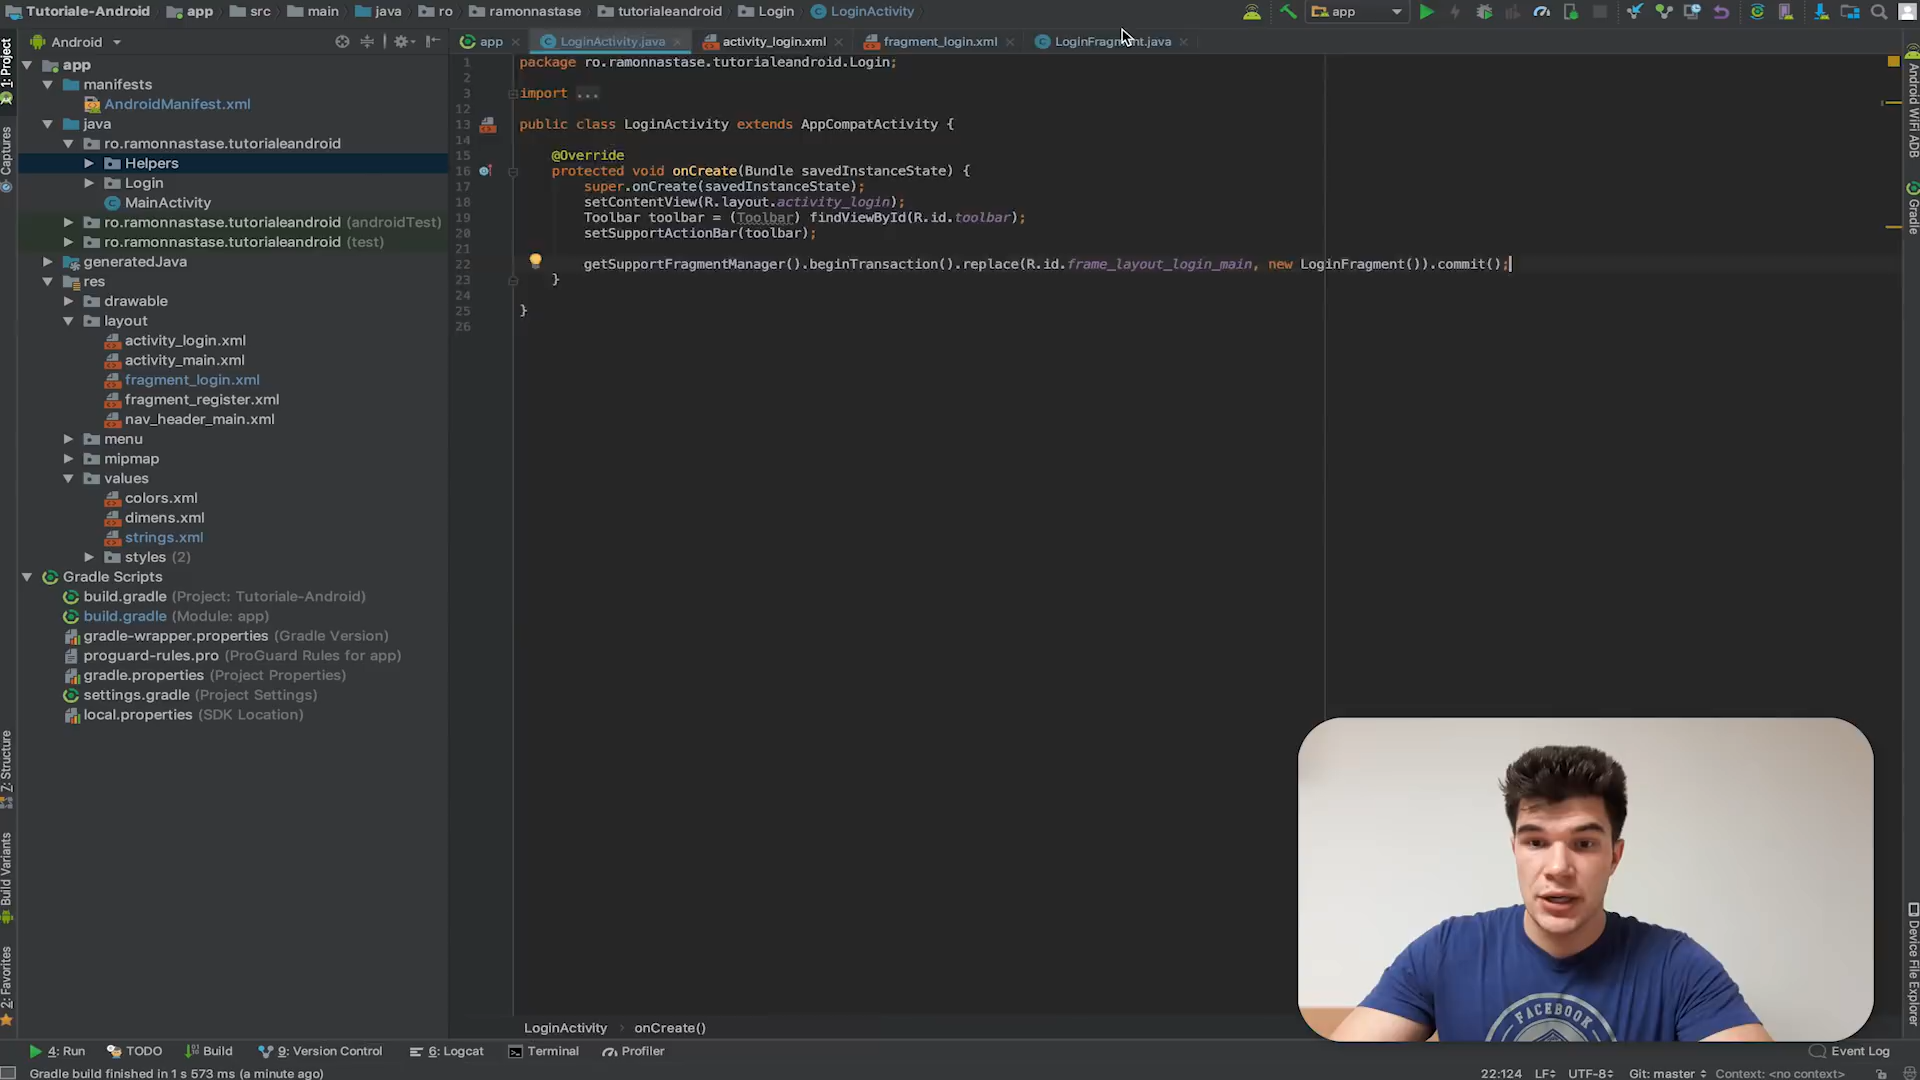 Tutoriale-Android app src main java ro ramonnastase tutorialeandroid Login LoginActivity app
Android
app LoginActivity.java activity_login.xml fragment_login.xml LoginFragment.java
1: Project
Captures
7: Structure
Build Variants
2: Favorites
app
manifests
AndroidManifest.xml
java
ro.ramonnastase.tutorialeandroid
Helpers
Login
MainActivity
ro.ramonnastase.tutorialeandroid (androidTest)
ro.ramonnastase.tutorialeandroid (test)
generatedJava
res
drawable
layout
activity_login.xml
activity_main.xml
fragment_login.xml
fragment_register.xml
nav_header_main.xml
menu
mipmap
values
colors.xml
dimens.xml
strings.xml
styles (2)
Gradle Scripts
build.gradle (Project: Tutoriale-Android)
build.gradle (Module: app)
gradle-wrapper.properties (Gradle Version)
proguard-rules.pro (ProGuard Rules for app)
gradle.properties (Project Properties)
settings.gradle (Project Settings)
local.properties (SDK Location)
1 package ro.ramonnastase.tutorialeandroid.Login;
2
3 import ...
12
13 public class LoginActivity extends AppCompatActivity {
14
15 @Override
16 protected void onCreate(Bundle savedInstanceState) {
17 super.onCreate(savedInstanceState);
18 setContentView(R.layout.activity_login);
19 Toolbar toolbar = (Toolbar) findViewById(R.id.toolbar);
20 setSupportActionBar(toolbar);
21
22 getSupportFragmentManager().beginTransaction().replace(R.id.frame_layout_login_main, new LoginFragment()).commit();
23 }
24
25 }
26
Android WiFi ADB
Gradle
Device File Explorer
FACEBOOK
LoginActivity › onCreate()
4: Run TODO Build 9: Version Control 6: Logcat Terminal Profiler Event Log
Gradle build finished in 1 s 573 ms (a minute ago) 22:124 LF UTF-8 Git: master Context: <no context>